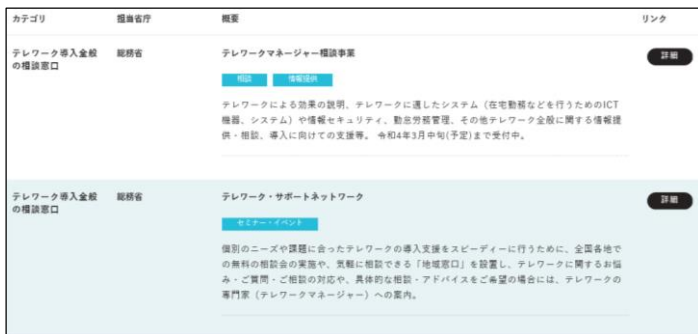 カテゴリ 担当省庁 概要 リンク
テレワーク導入全般の相談窓口 総務省 テレワークマネージャー相談事業 詳細
相談 情報提供
テレワークによる効果の説明、テレワークに適したシステム（在宅勤務などを行うためのICT
機器、システム）や情報セキュリティ、勤怠労務管理、その他テレワーク全般に関する情報提
供・相談、導入に向けての支援等。 令和4年3月中旬(予定)まで受付中。
テレワーク導入全般の相談窓口 総務省 テレワーク・サポートネットワーク 詳細
セミナー・イベント
個別のニーズや課題に合ったテレワークの導入支援をスピーディーに行うために、全国各地で
の無料の相談会の実施や、気軽に相談できる「地域窓口」を設置し、テレワークに関するお悩
み・ご質問・ご相談の対応や、具体的な相談・アドバイスをご希望の場合には、テレワークの
専門家（テレワークマネージャー）への案内。